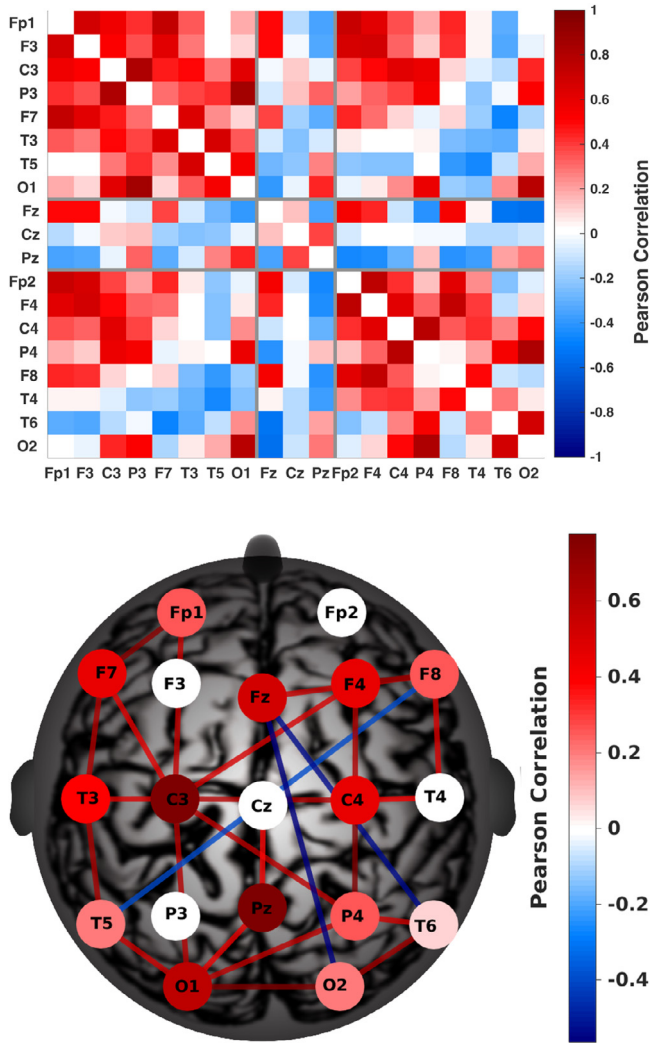 Fp1
F3
C3
P3
F7
T3
T5
O1
Fz
Cz
Pz
Fp2
F4
C4
P4
F8
T4
T6
O2
Fp1 F3 C3 P3 F7 T3 T5 O1 Fz Cz Pz Fp2 F4 C4 P4 F8 T4 T6 O2
1
0.8
0.6
0.4
0.2
0
-0.2
-0.4
-0.6
-0.8
-1
Pearson Correlation
Fp1 Fp2
F7 F3 Fz F4 F8
T3 C3 Cz C4 T4
T5 P3 Pz P4 T6
O1 O2
0.6
0.4
0.2
0
-0.2
-0.4
Pearson Correlation